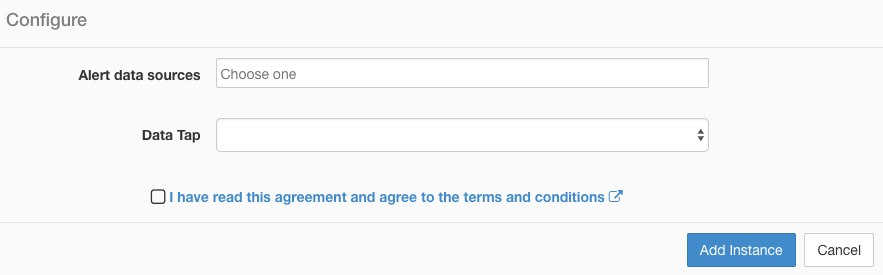 Configure
Alert data sources Choose one
Data Tap
I have read this agreement and agree to the terms and conditions
Add Instance Cancel